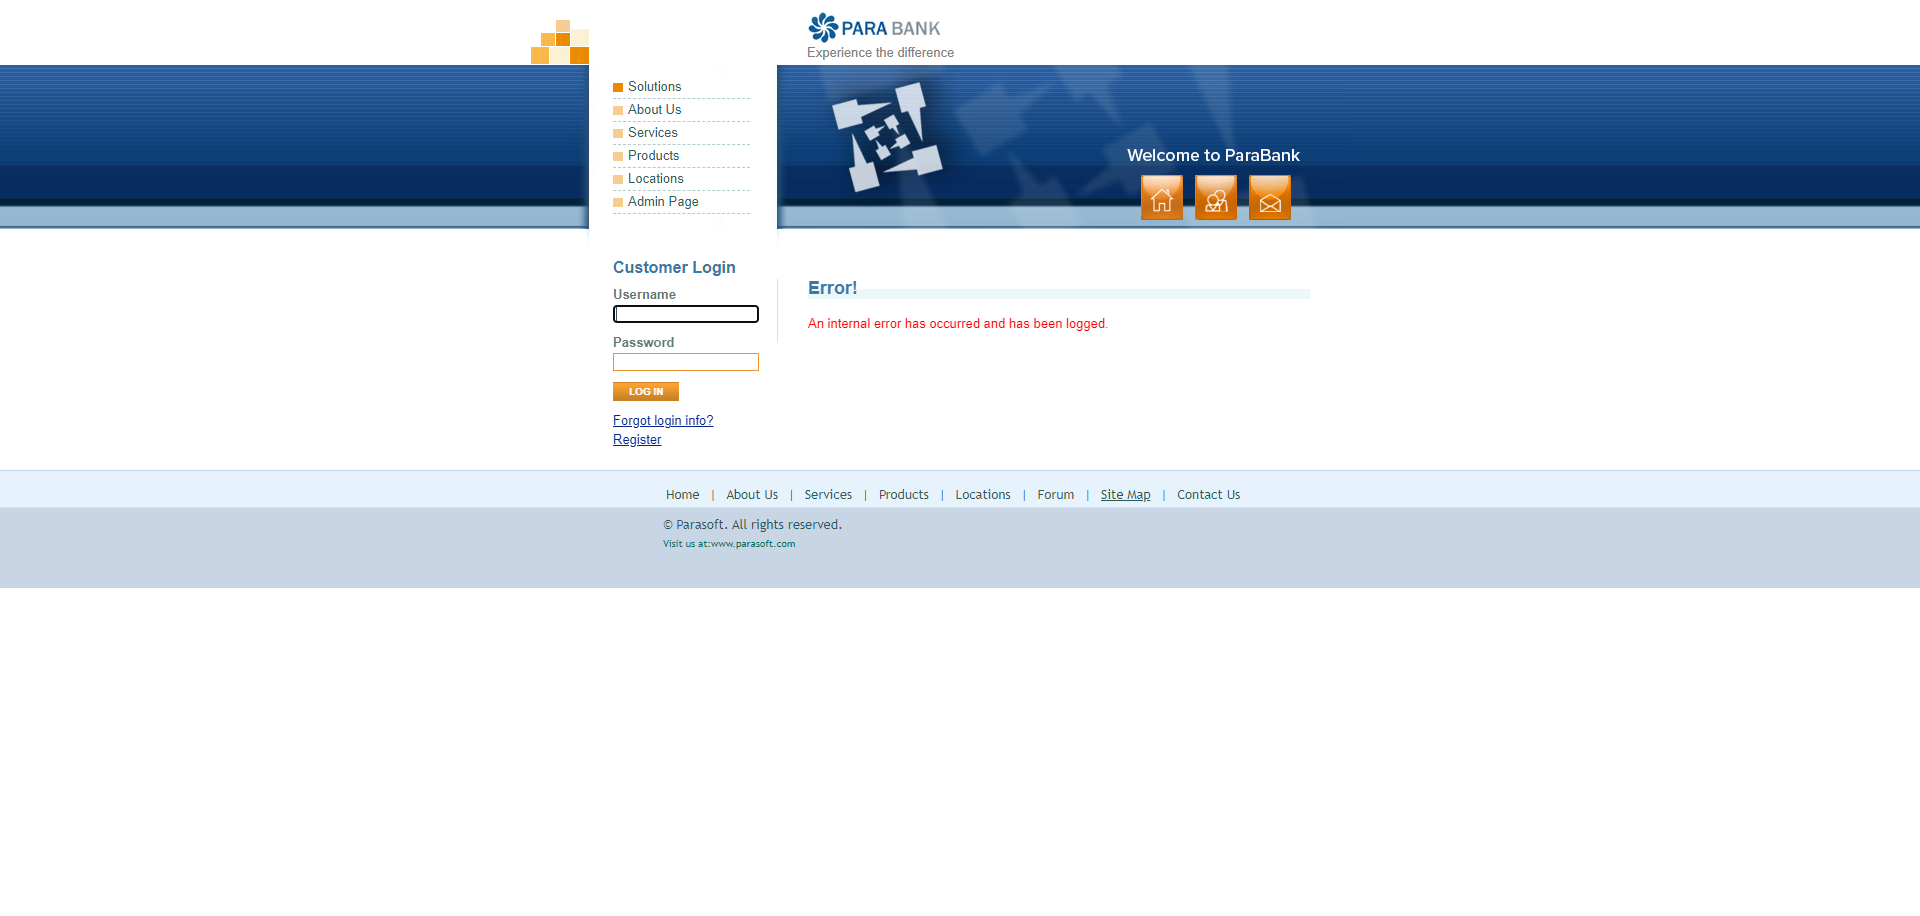 PARA BANK
Experience the difference
Solutions
About Us
Services
Products
Locations
Admin Page
Welcome to ParaBank
Customer Login
Username
Password
LOG IN
Forgot login info?
Register
Error!
An internal error has occurred and has been logged.
Home | About Us | Services | Products | Locations | Forum | Site Map | Contact Us
© Parasoft. All rights reserved.
Visit us at:www.parasoft.com